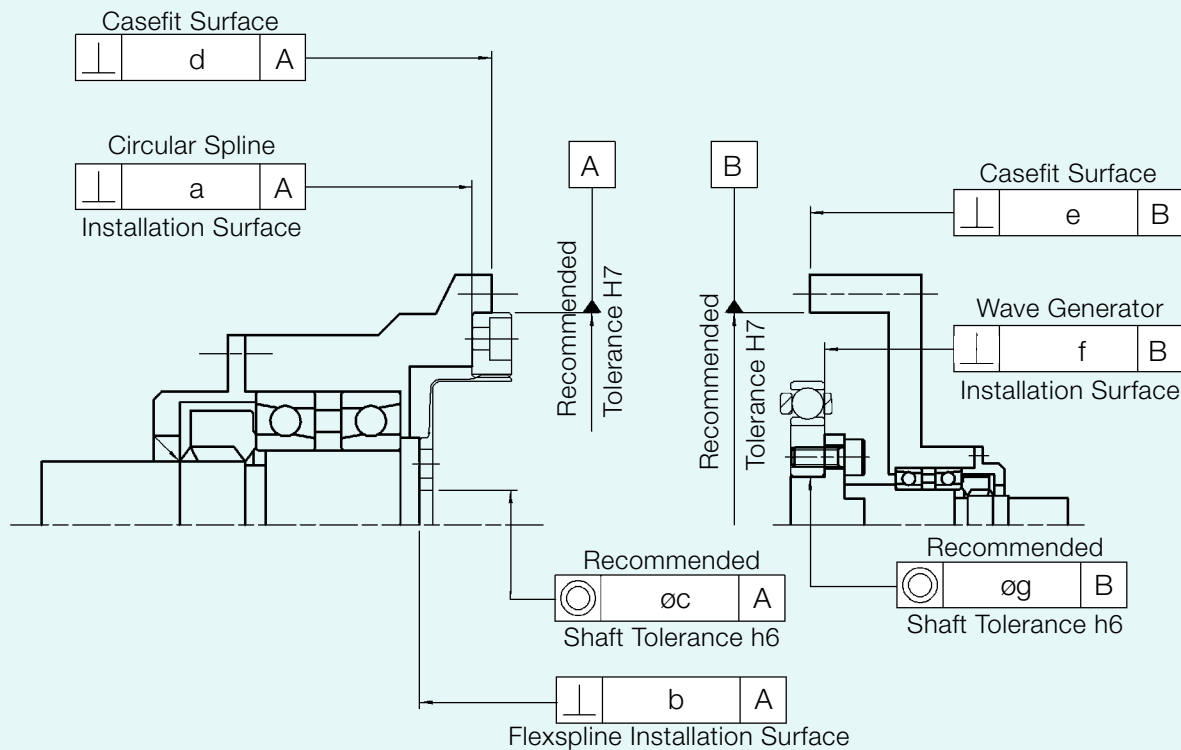 Casefit Surface
⊥ d A
Circular Spline
⊥ a A
Installation Surface
A
B
Recommended
Tolerance H7
Recommended
Tolerance H7
Casefit Surface
⊥ e B
Wave Generator
⊥ f B
Installation Surface
Recommended
◎ øc A
Shaft Tolerance h6
Recommended
◎ øg B
Shaft Tolerance h6
⊥ b A
Flexspline Installation Surface